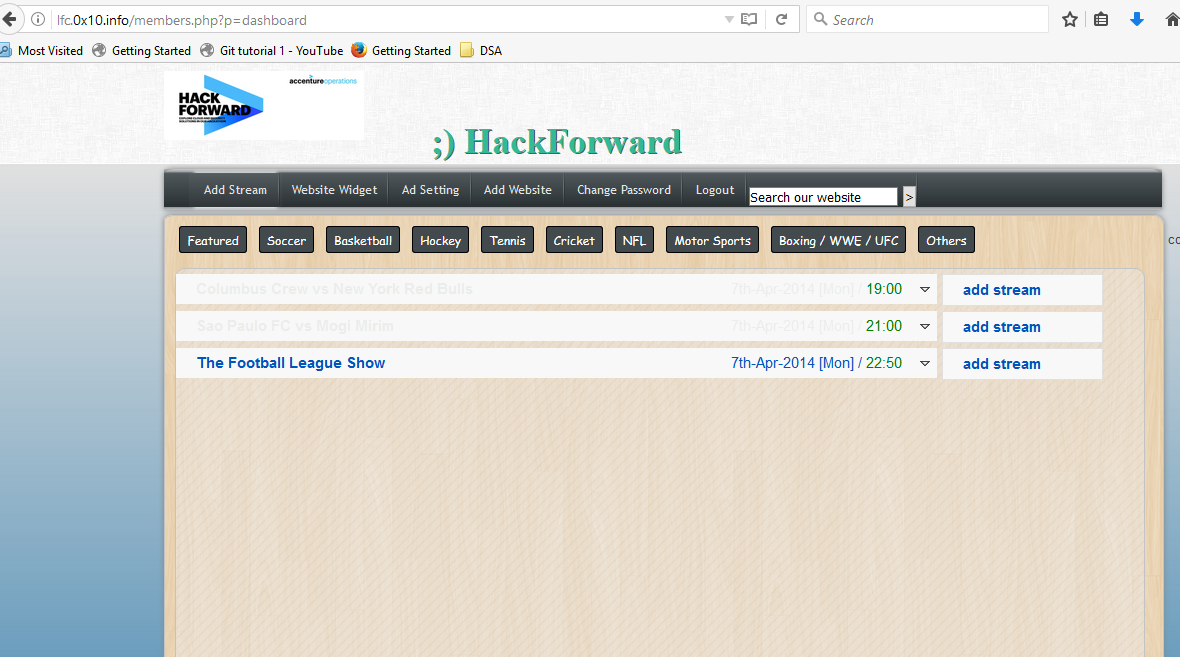 lfc.0x10.info/members.php?p=dashboard
Search
Most Visited Getting Started Git tutorial 1 - YouTube Getting Started DSA
HACK
FORWARD
accentureoperations
;) HackForward
Add Stream Website Widget Ad Setting Add Website Change Password Logout Search our website >
Featured Soccer Basketball Hockey Tennis Cricket NFL Motor Sports Boxing / WWE / UFC Others
co
Columbus Crew vs New York Red Bulls 7th-Apr-2014 [Mon] / 19:00 add stream
Sao Paulo FC vs Mogi Mirim 7th-Apr-2014 [Mon] / 21:00 add stream
The Football League Show 7th-Apr-2014 [Mon] / 22:50 add stream